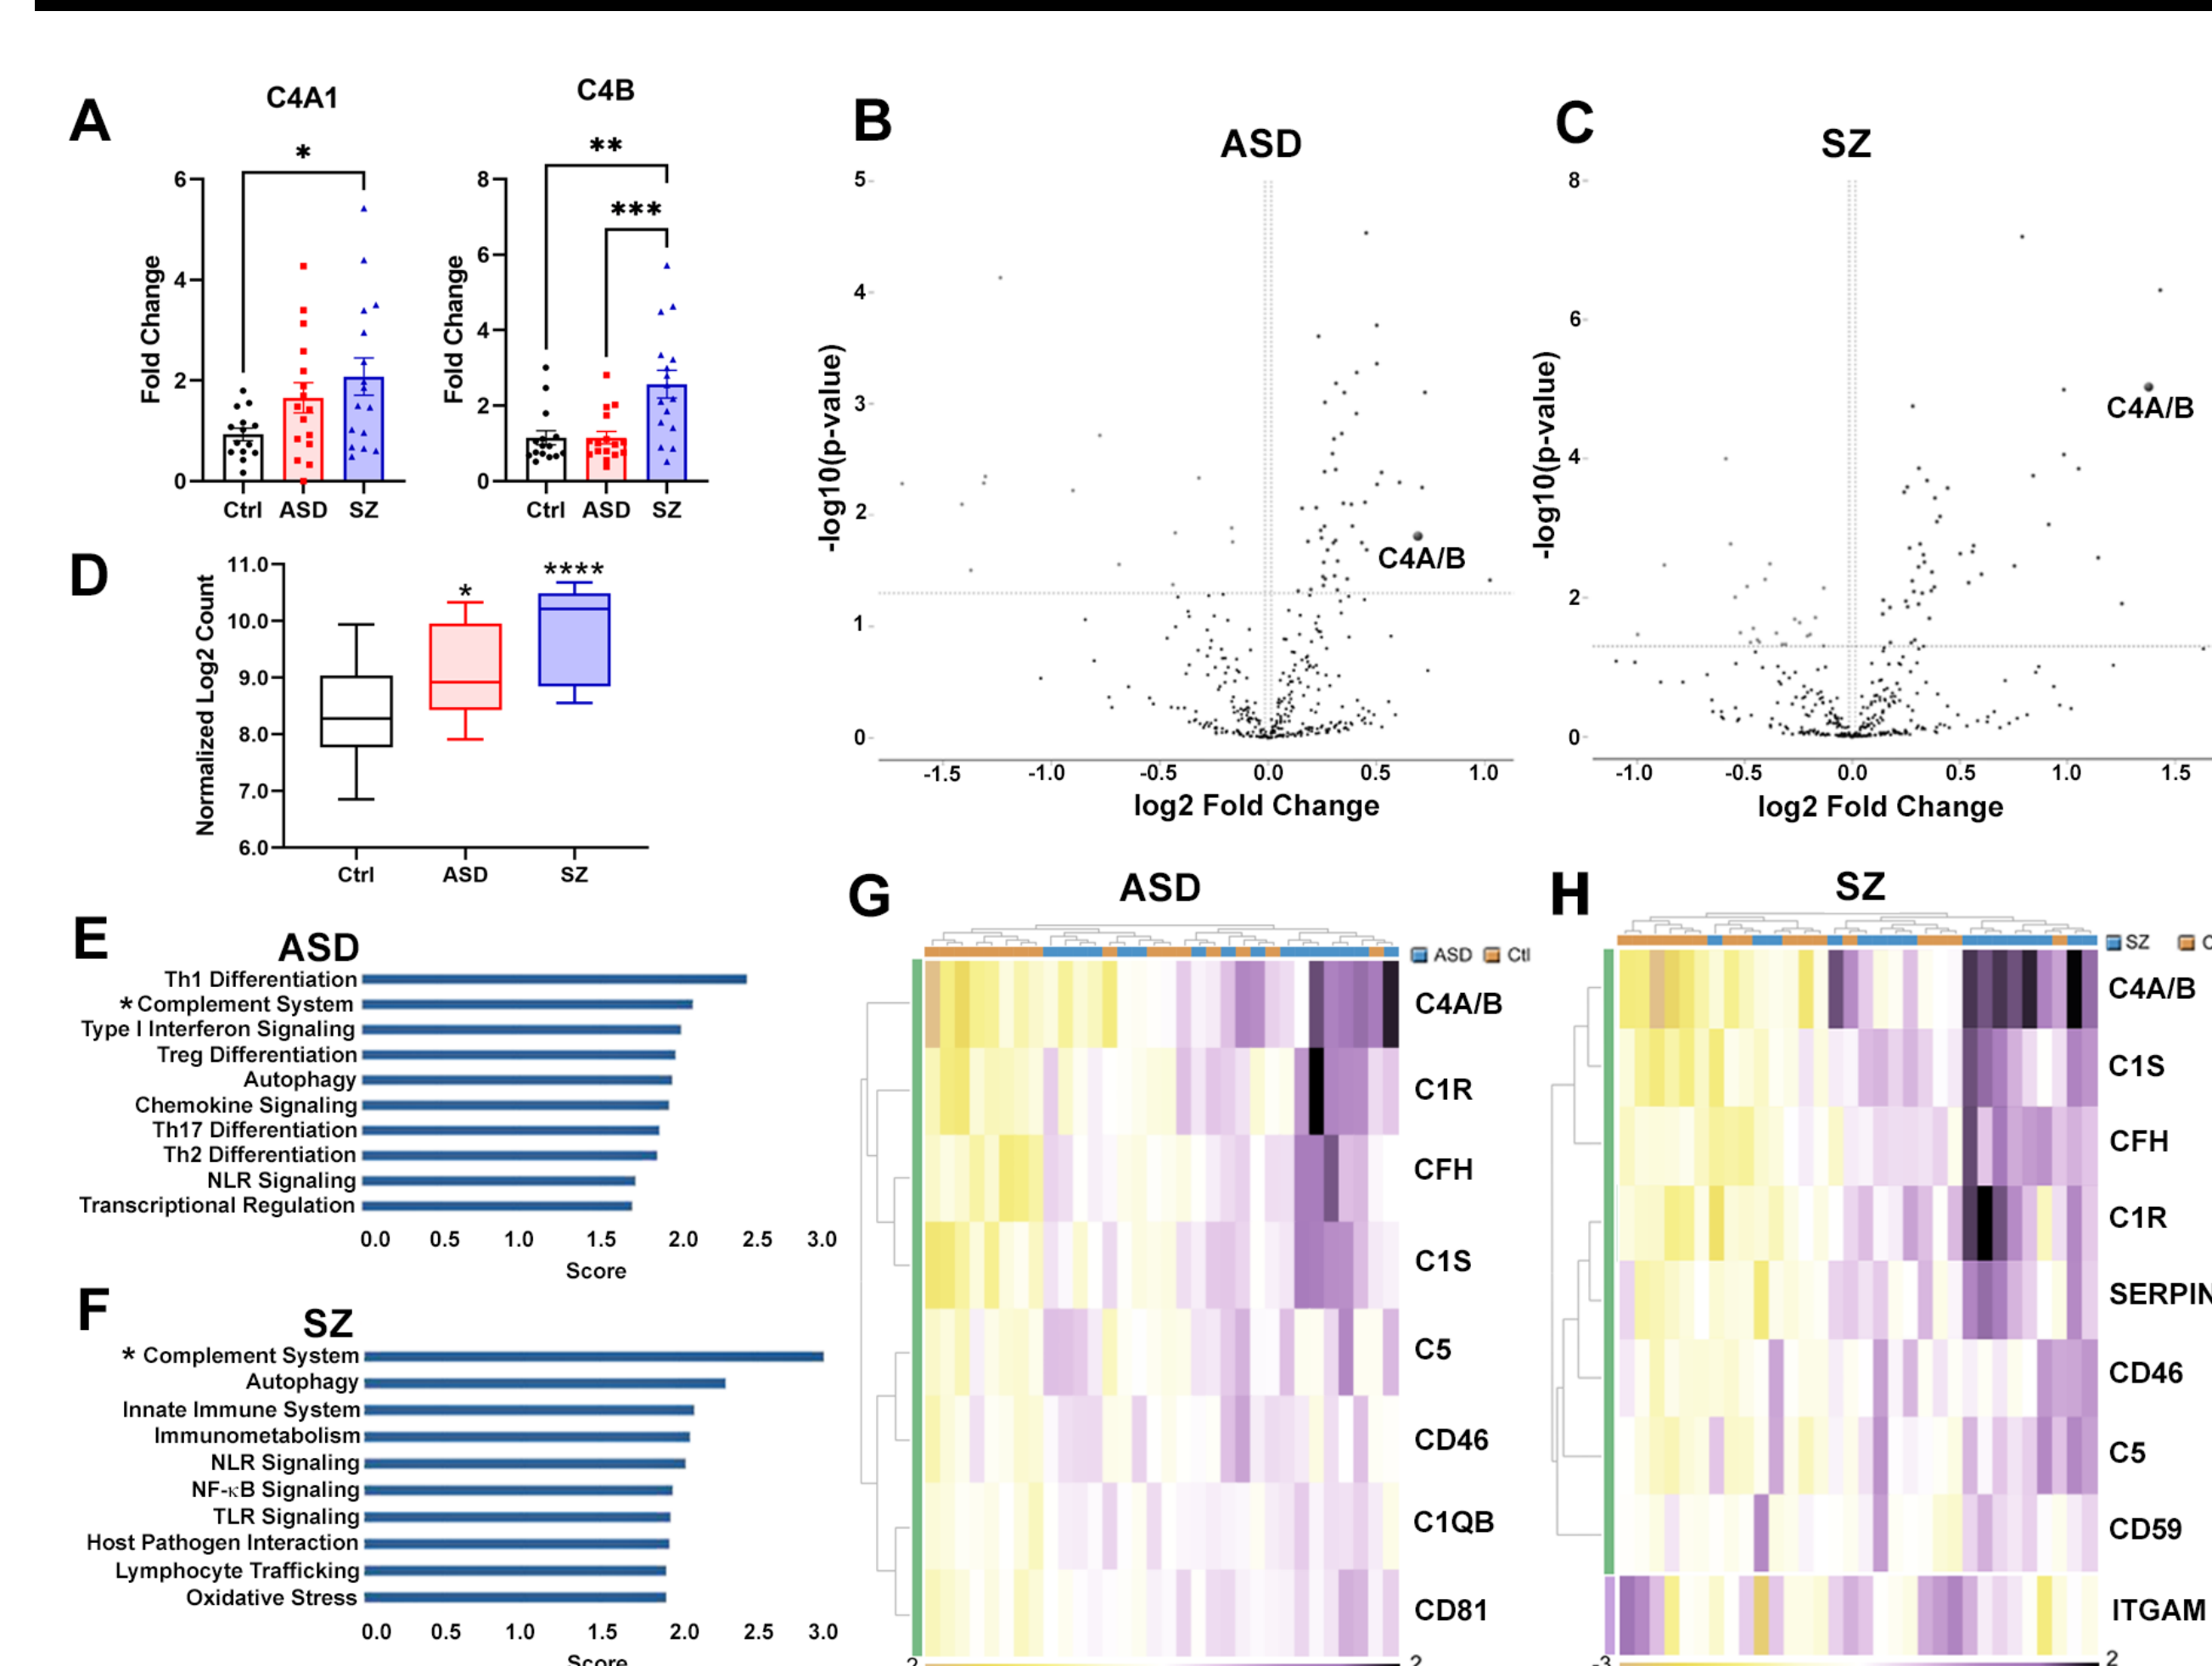 A
C4A1
*
Fold Change
6
4
2
0
Ctrl ASD SZ
C4B
**
***
Fold Change
8
6
4
2
0
Ctrl ASD SZ
B
ASD
-log10(p-value)
5
4
3
2
1
0
C4A/B
-1.5 -1.0 -0.5 0.0 0.5 1.0
log2 Fold Change
C
SZ
-log10(p-value)
8
6
4
2
0
C4A/B
-1.0 -0.5 0.0 0.5 1.0 1.5
log2 Fold Change
D
Normalized Log2 Count
11.0
10.0
9.0
8.0
7.0
6.0
*
****
Ctrl ASD SZ
E
ASD
Th1 Differentiation
* Complement System
Type I Interferon Signaling
Treg Differentiation
Autophagy
Chemokine Signaling
Th17 Differentiation
Th2 Differentiation
NLR Signaling
Transcriptional Regulation
0.0 0.5 1.0 1.5 2.0 2.5 3.0
Score
F
SZ
* Complement System
Autophagy
Innate Immune System
Immunometabolism
NLR Signaling
NF-κB Signaling
TLR Signaling
Host Pathogen Interaction
Lymphocyte Trafficking
Oxidative Stress
0.0 0.5 1.0 1.5 2.0 2.5 3.0
Score
G
ASD
ASD Ctl
C4A/B
C1R
CFH
C1S
C5
CD46
C1QB
CD81
2
H
SZ
SZ
C4A/B
C1S
CFH
C1R
SERPIN
CD46
C5
CD59
ITGAM
-3 2